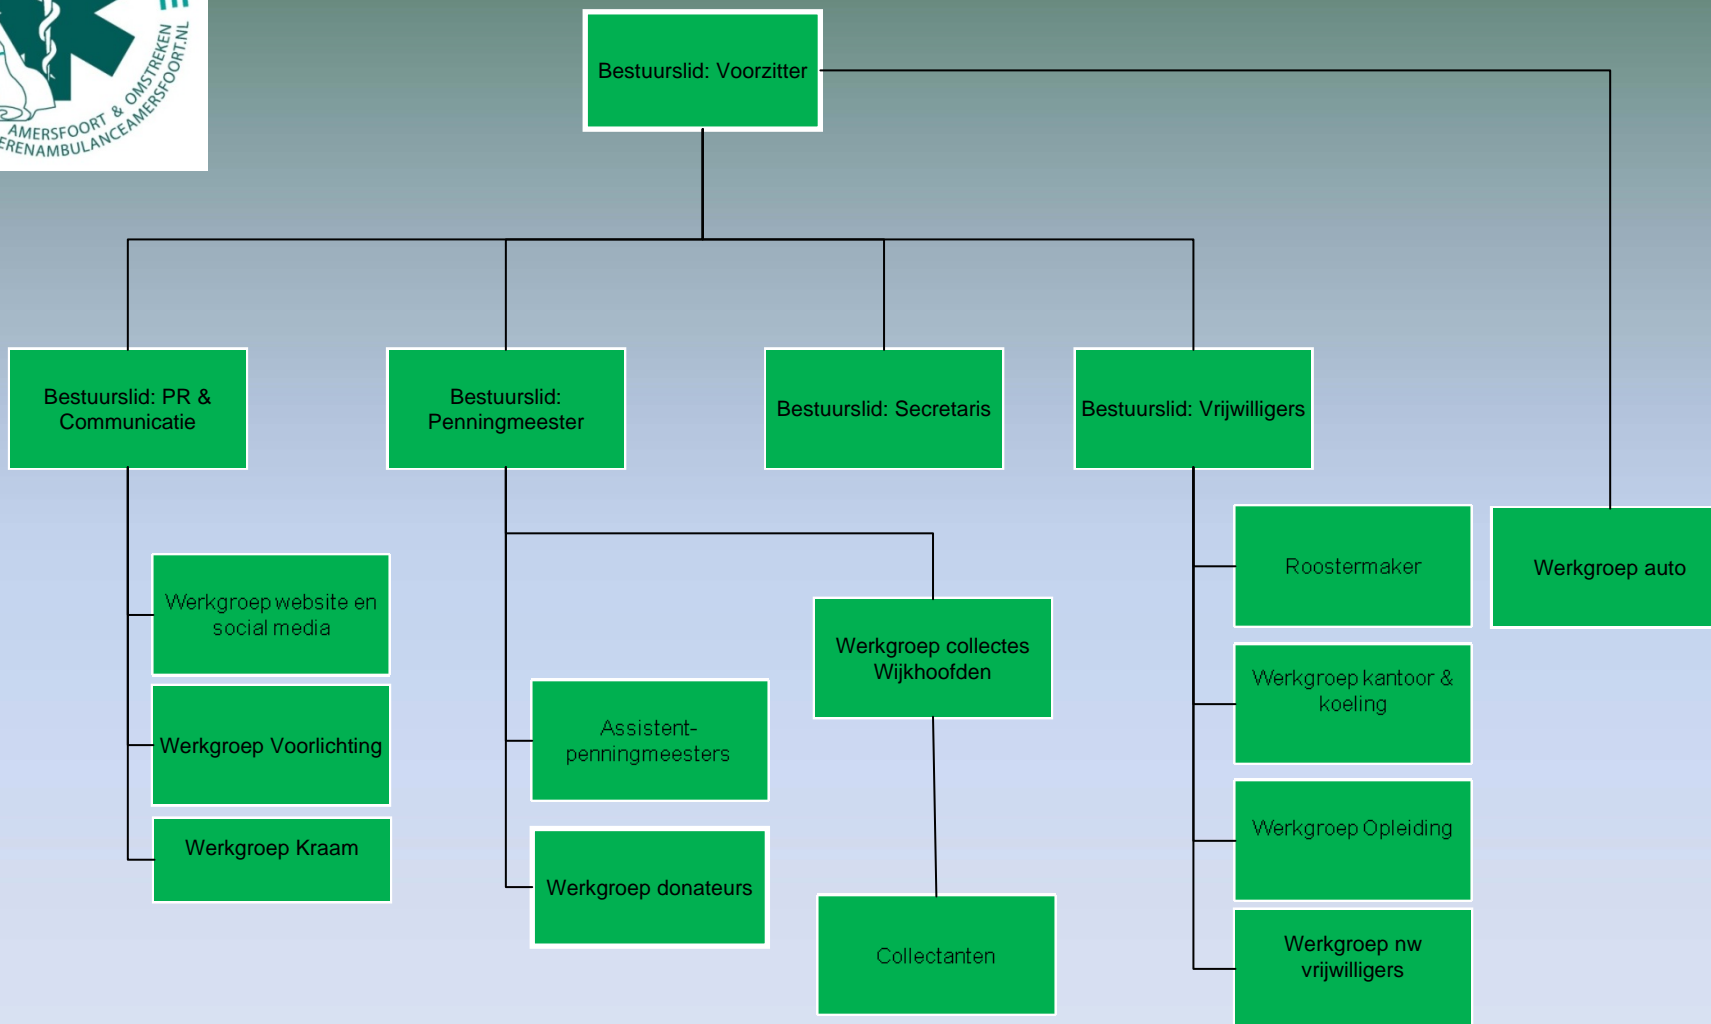 AMERSFOORT & OMSTREKEN
Bestuurslid: Voorzitter
Bestuurslid: PR &
Communicatie
Bestuurslid:
Penningmeester
Bestuurslid: Secretaris
Bestuurslid: Vrijwilligers
Werkgroep website en
social media
Werkgroep Voorlichting
Werkgroep Kraam
Assistent-
penningmeesters
Werkgroep donateurs
Werkgroep collectes
Wijkhoofden
Collectanten
Roostermaker
Werkgroep kantoor &
koeling
Werkgroep Opleiding
Werkgroep nw
vrijwilligers
Werkgroep auto